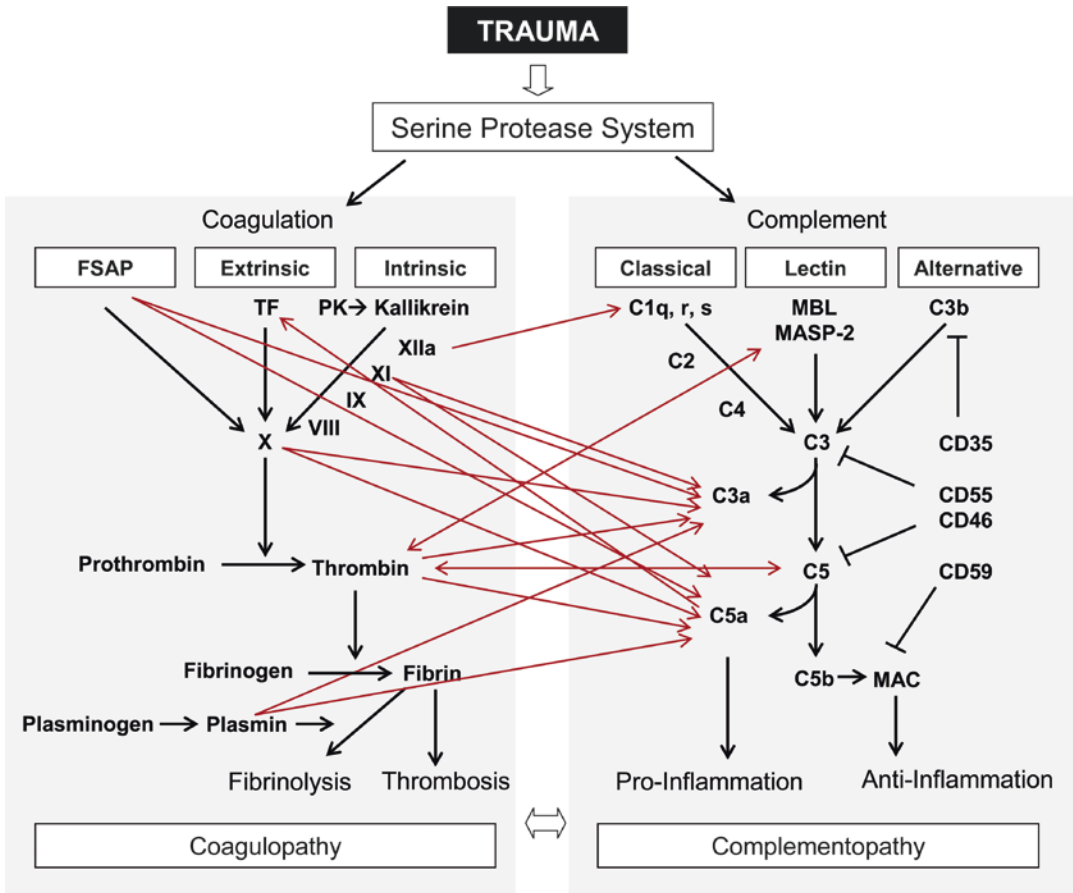 TRAUMA
Serine Protease System
Coagulation
FSAP
Extrinsic
Intrinsic
TF
PK
Kallikrein
XIIa
XI
IX
VIII
X
Prothrombin
Thrombin
Fibrinogen
Fibrin
Plasminogen
Plasmin
Fibrinolysis
Thrombosis
Coagulopathy
Complement
Classical
Lectin
Alternative
C1q, r, s
MBL
MASP-2
C3b
C2
C4
C3
CD35
C3a
CD55
CD46
C5
CD59
C5a
C5b
MAC
Pro-Inflammation
Anti-Inflammation
Complementopathy